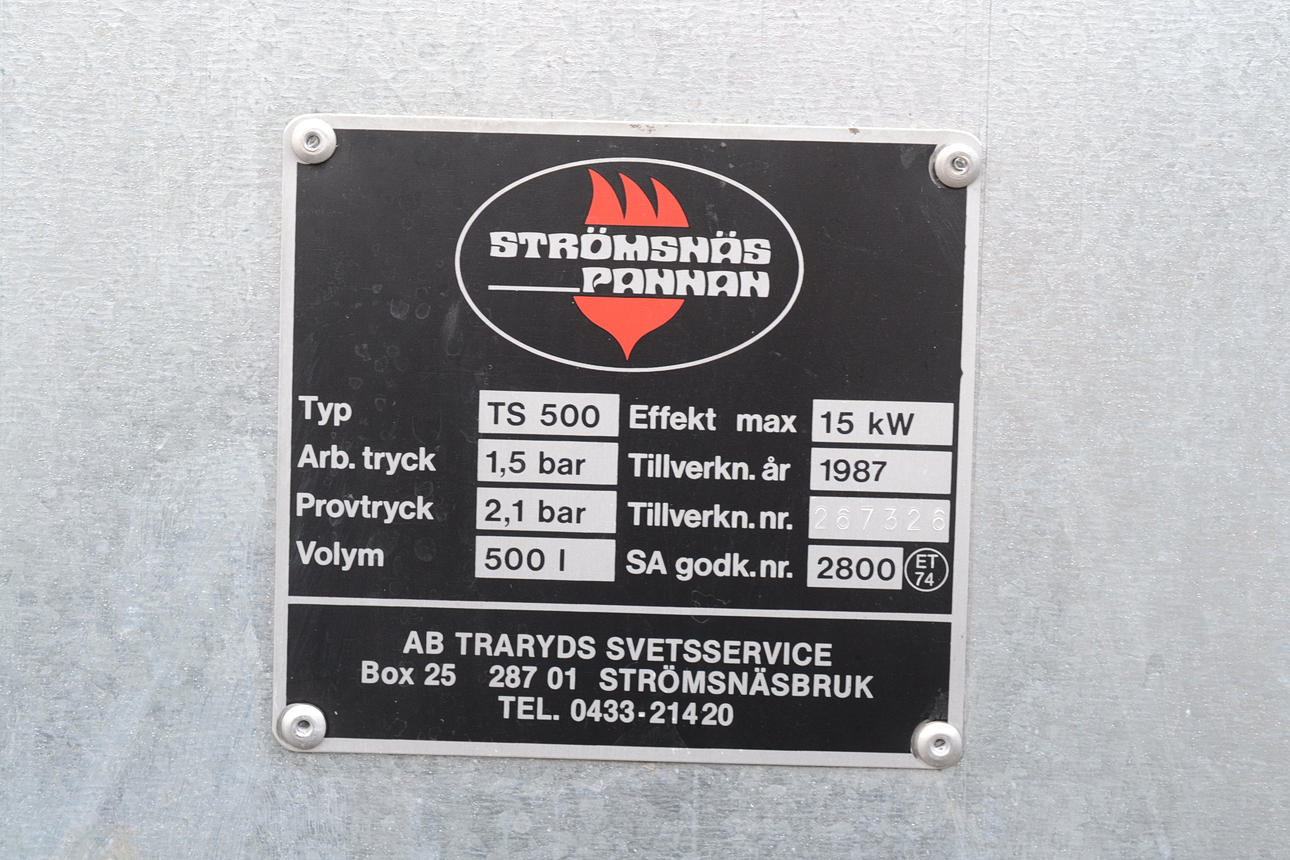 STRÖMSNÄS
PANNAN
Typ TS 500 Effekt max 15 kW
Arb. tryck 1,5 bar Tillverkn. år 1987
Provtryck 2,1 bar Tillverkn. nr. 267326
Volym 500 l SA godk. nr. 2800 ET 74
AB TRARYDS SVETSSERVICE
Box 25 287 01 STRÖMSNÄSBRUK
TEL. 0433-21420